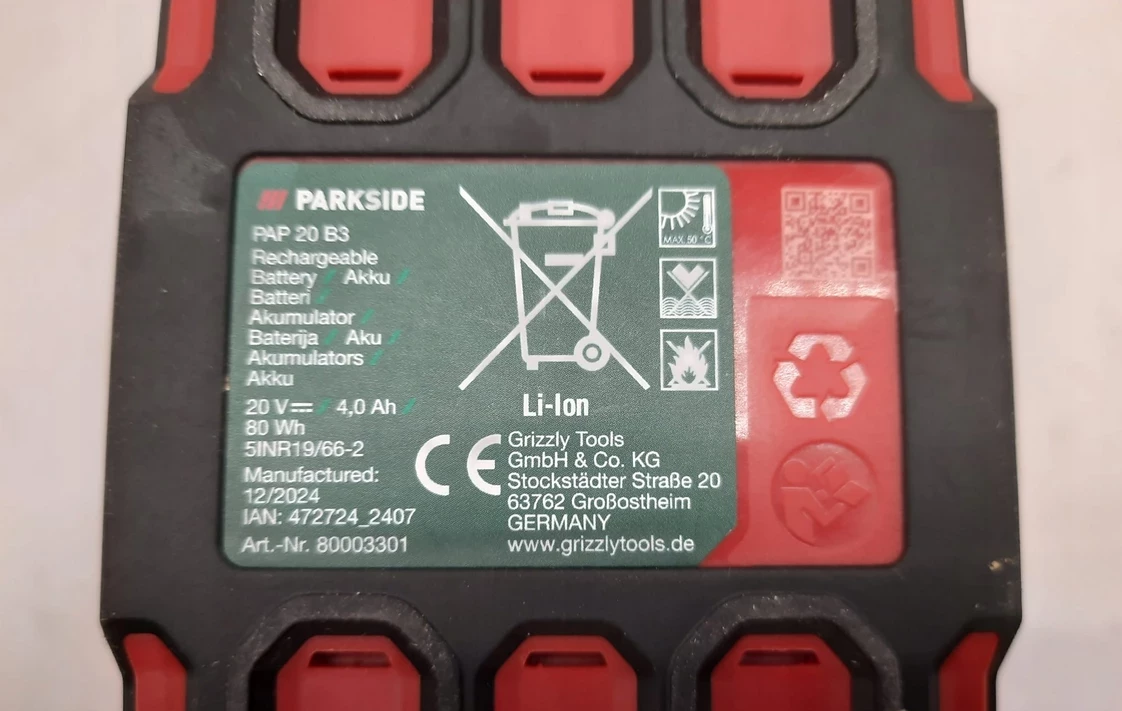 PARKSIDE
PAP 20 B3
Rechargeable
Battery / Akku /
Batteri /
Akumulator /
Baterija / Aku /
Akumulators /
Akku
20 V⎓ / 4,0 Ah /
80 Wh
5INR19/66-2
Manufactured:
12/2024
IAN: 472724_2407
Art.-Nr. 80003301
MAX. 50 °C
Li-Ion
CE
Grizzly Tools
GmbH & Co. KG
Stockstädter Straße 20
63762 Großostheim
GERMANY
www.grizzlytools.de